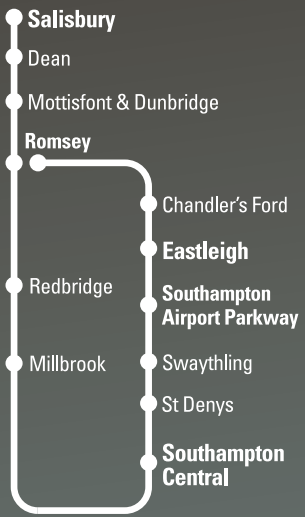 Salisbury
Dean
Mottisfont & Dunbridge
Romsey
Chandler's Ford
Eastleigh
Redbridge
Southampton
Airport Parkway
Millbrook
Swaythling
St Denys
Southampton
Central